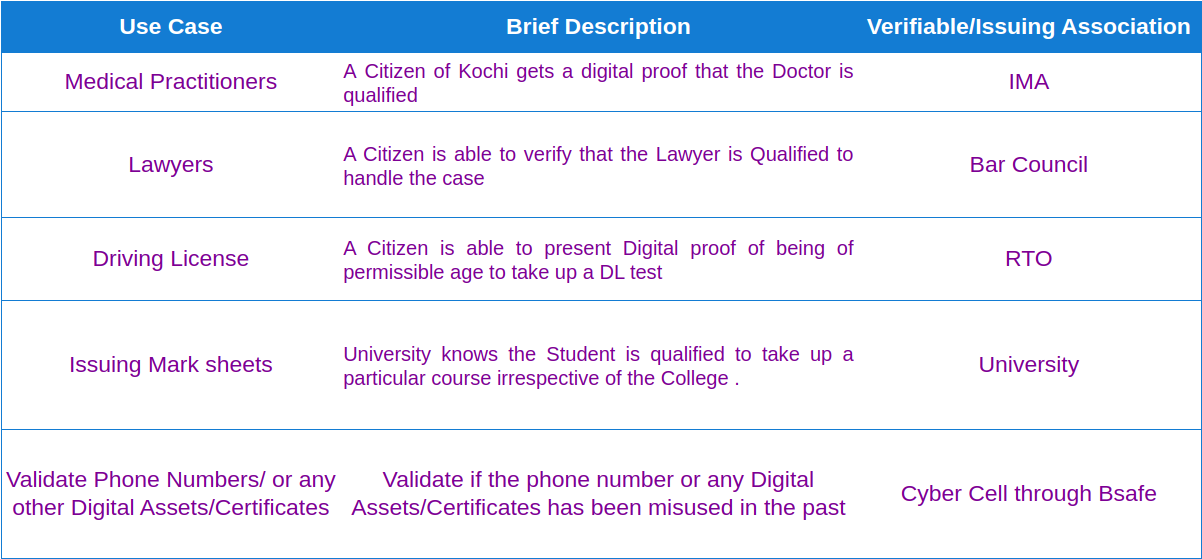 Use Case
Brief Description
Verifiable/Issuing Association
Medical Practitioners
A Citizen of Kochi gets a digital proof that the Doctor is
qualified
IMA
Lawyers
A Citizen is able to verify that the Lawyer is Qualified to
handle the case
Bar Council
Driving License
A Citizen is able to present Digital proof of being of
permissible age to take up a DL test
RTO
Issuing Mark sheets
University knows the Student is qualified to take up a
particular course irrespective of the College .
University
Validate Phone Numbers/ or any
other Digital Assets/Certificates
Validate if the phone number or any Digital
Assets/Certificates has been misused in the past
Cyber Cell through Bsafe